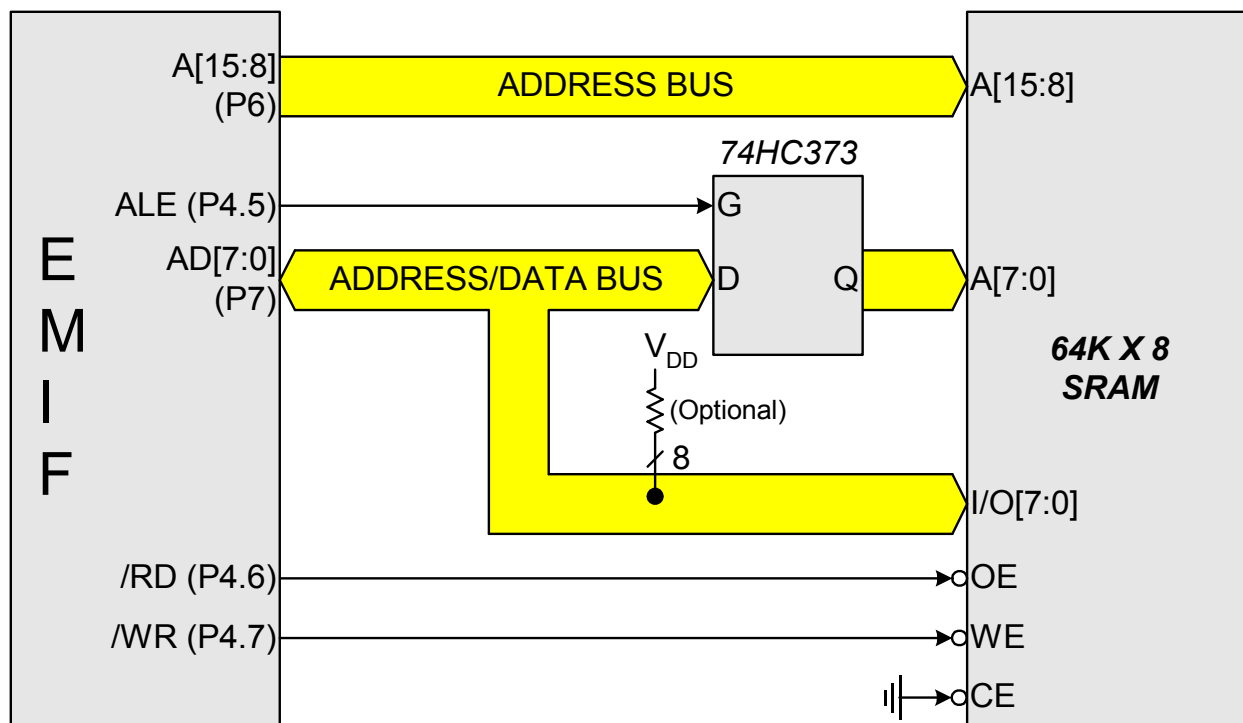 A[15:8]
(P6)
ADDRESS BUS
A[15:8]
74HC373
ALE (P4.5)
G
AD[7:0]
(P7)
ADDRESS/DATA BUS
D
Q
A[7:0]
E
M
I
F
VDD
(Optional)
8
64K X 8
SRAM
I/O[7:0]
/RD (P4.6)
OE
/WR (P4.7)
WE
CE